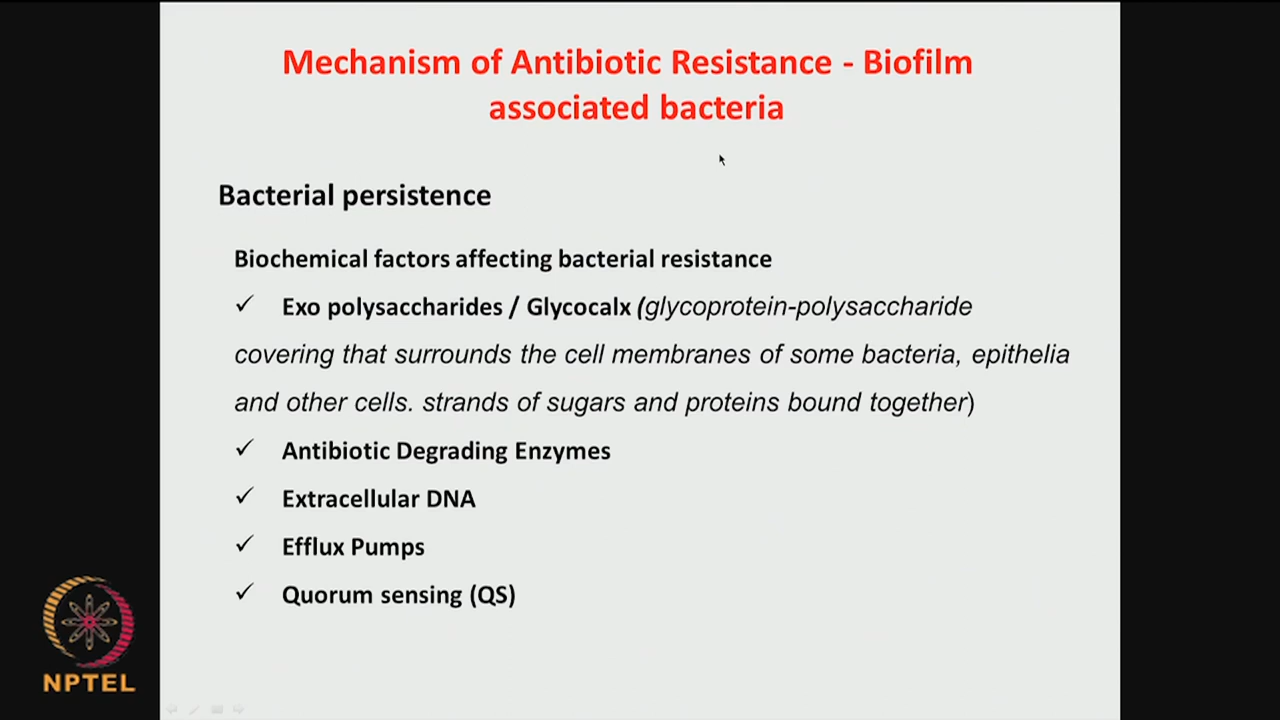 Mechanism of Antibiotic Resistance - Biofilm
associated bacteria
Bacterial persistence
Biochemical factors affecting bacterial resistance
✓ Exo polysaccharides / Glycocalx (glycoprotein-polysaccharide
covering that surrounds the cell membranes of some bacteria, epithelia
and other cells. strands of sugars and proteins bound together)
✓ Antibiotic Degrading Enzymes
✓ Extracellular DNA
✓ Efflux Pumps
✓ Quorum sensing (QS)
NPTEL